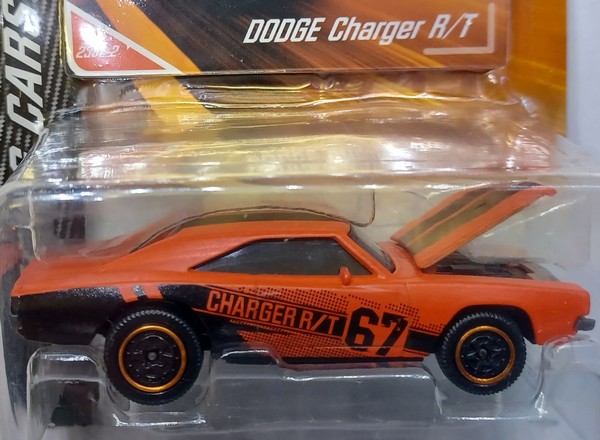 DODGE Charger R/T
CARS
CHARGER R/T
67